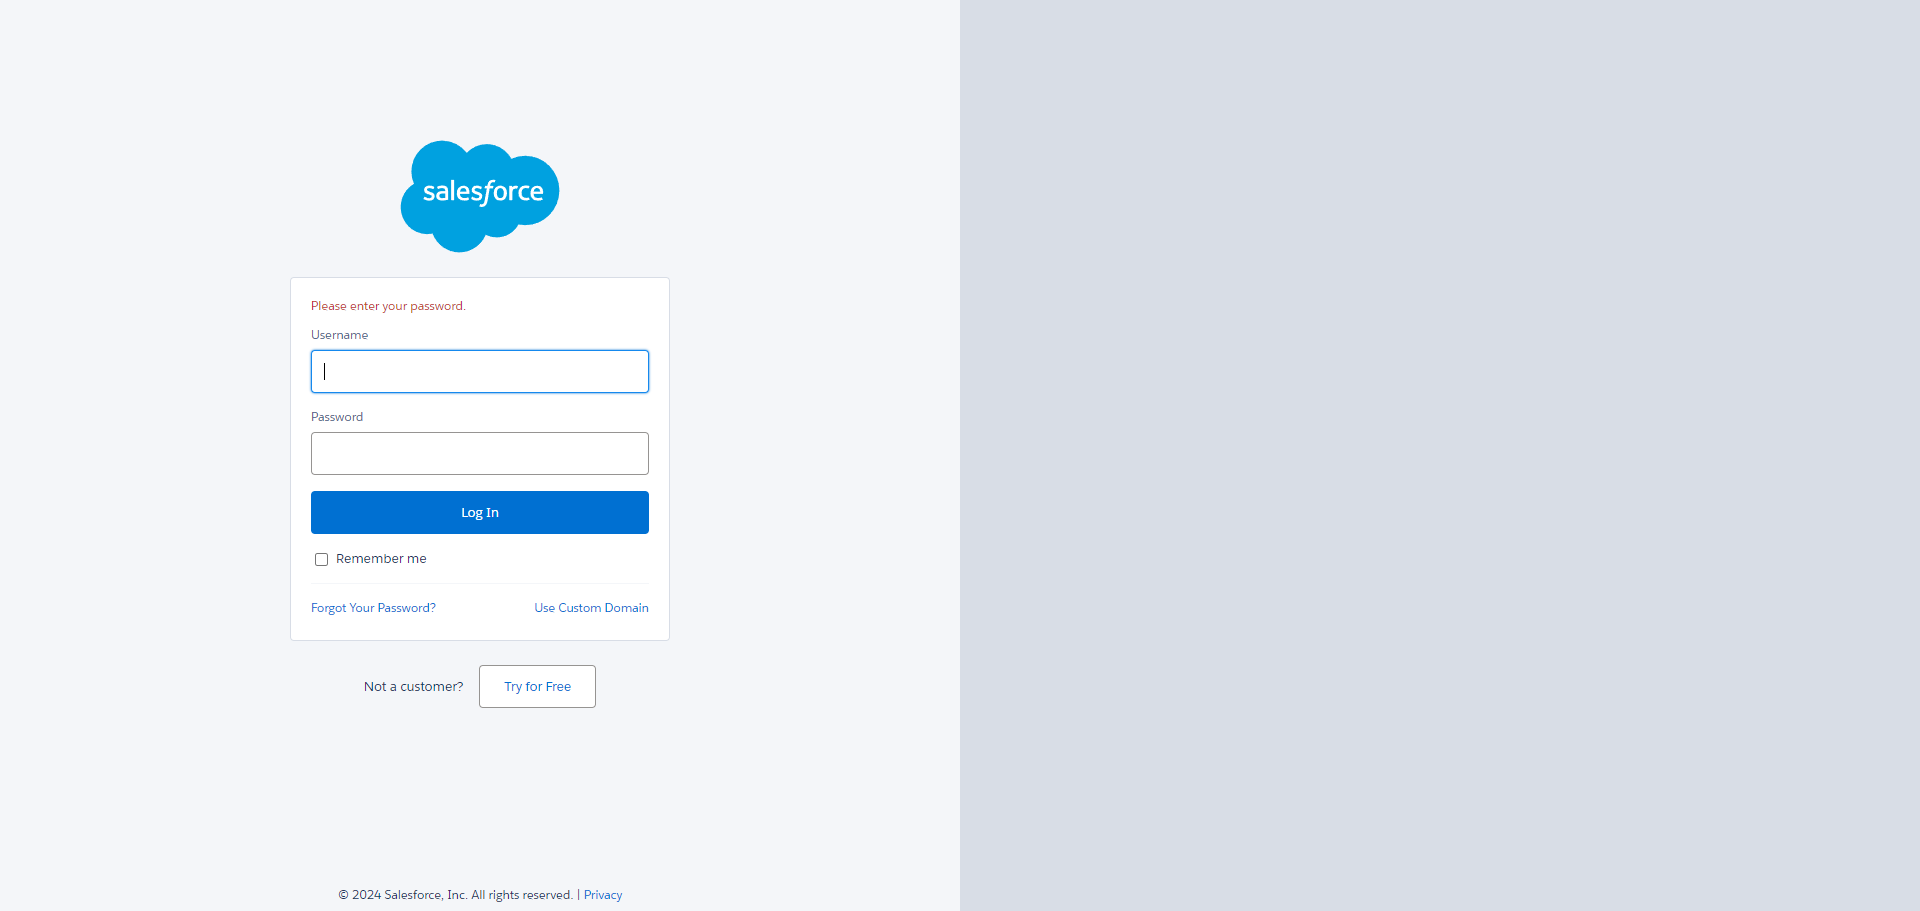 salesforce
Please enter your password.
Username
Password
Log In
Remember me
Forgot Your Password? Use Custom Domain
Not a customer? Try for Free
© 2024 Salesforce, Inc. All rights reserved. | Privacy